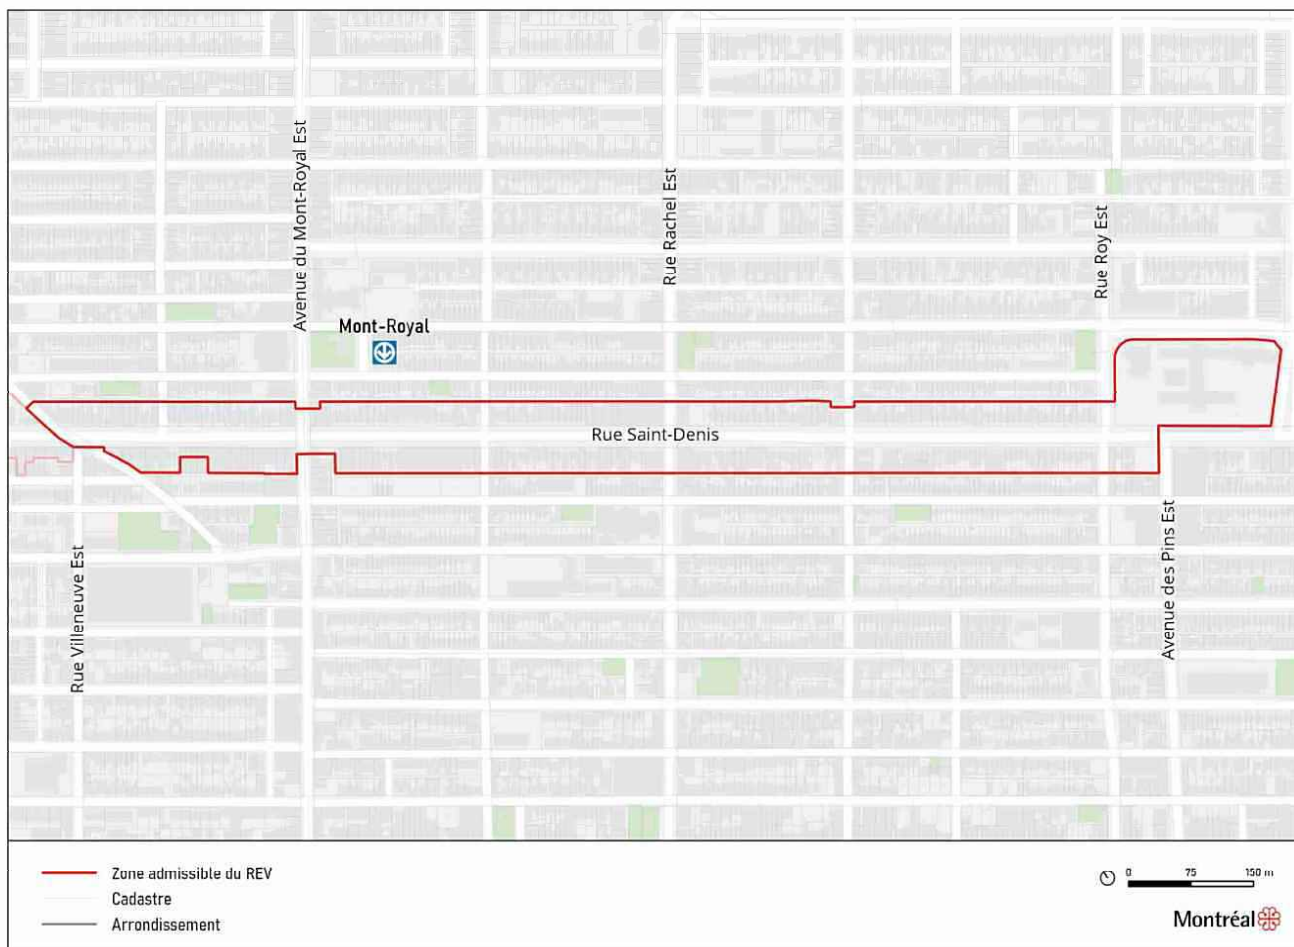 Avenue du Mont-Royal Est
Rue Rachel Est
Rue Roy Est
Mont-Royal
Rue Saint-Denis
Rue Villeneuve Est
Avenue des Pins Est
Zone admissible du REV
Cadastre
Arrondissement
0 75 150 m
Montréal